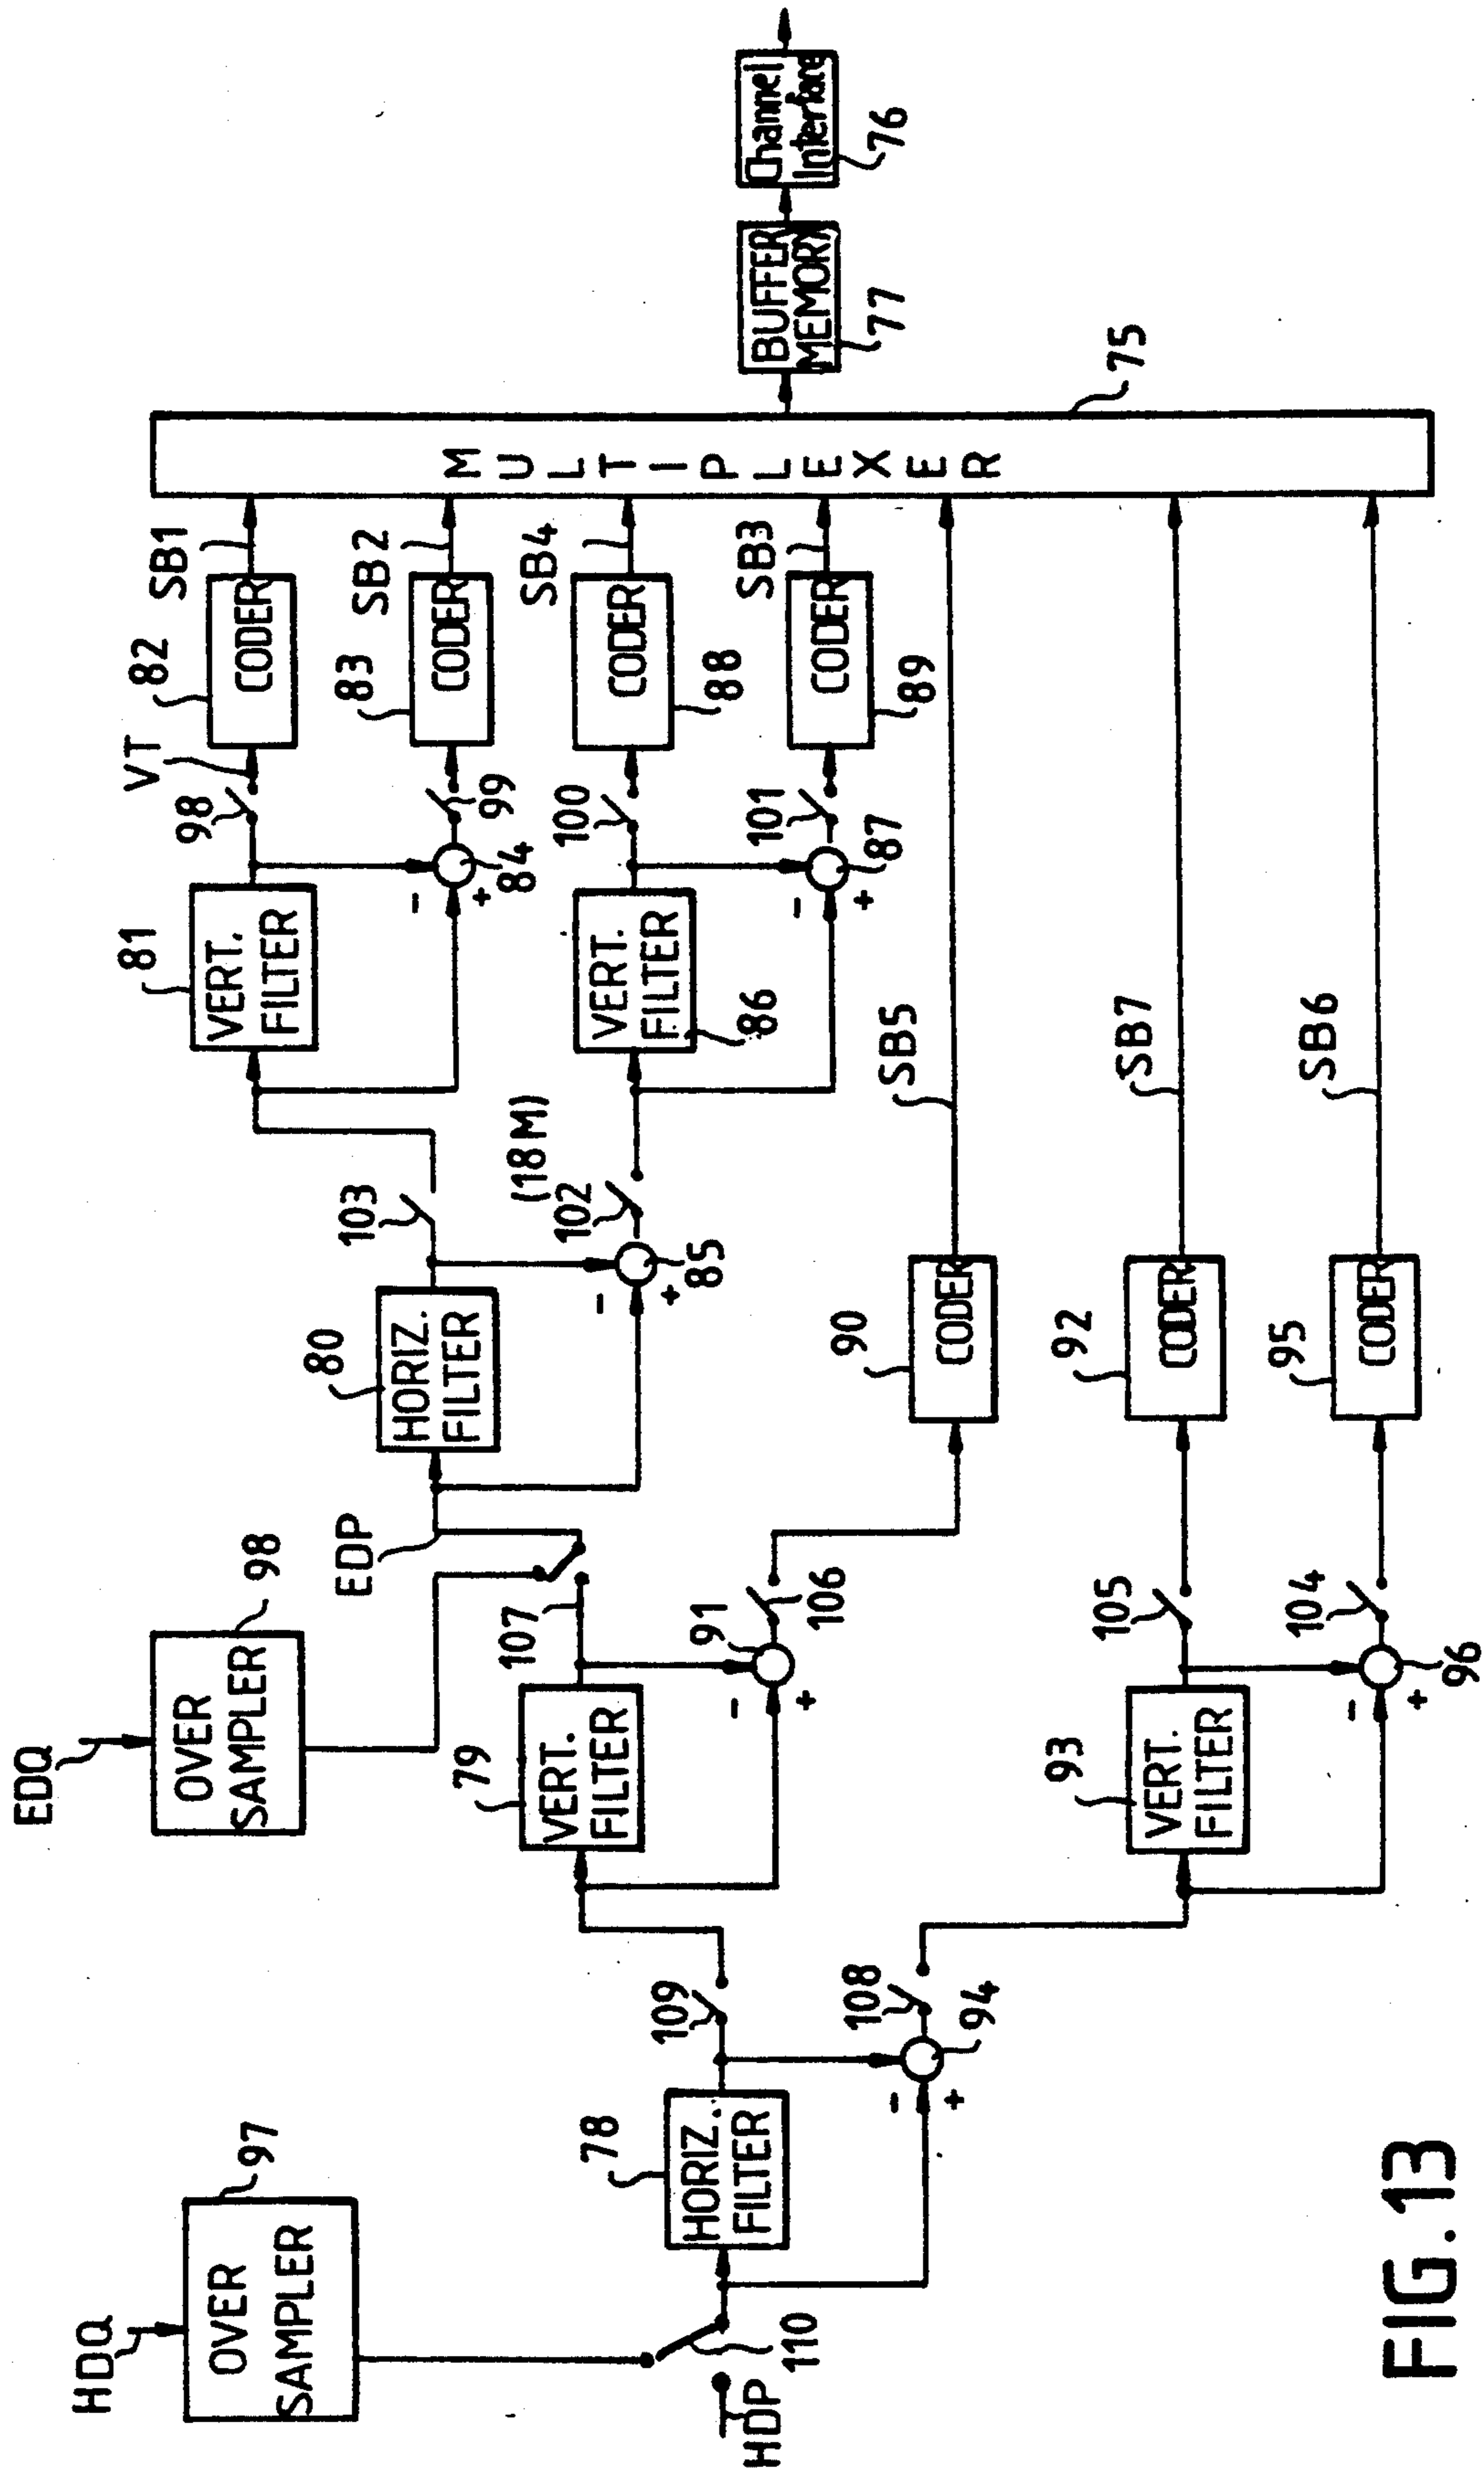 HDQ
OVER
SAMPLER
97
HDP
110
HORIZ.
FILTER
78
109
-
+
94
108
EDQ
OVER
SAMPLER
98
VERT.
FILTER
79
107
-
+
91
106
EDP
VERT.
FILTER
93
105
-
+
96
104
HORIZ.
FILTER
80
103
-
+
85
102
(18M)
CODER
90
SB5
CODER
92
SB7
CODER
95
SB6
VERT.
FILTER
81
98
VT
-
+
84
99
VERT.
FILTER
86
100
-
+
87
101
CODER
82
SB1
CODER
83
SB2
CODER
88
SB4
CODER
89
SB3
MULTIPLEXER
75
BUFFER
MEMORY
77
Channel
Interface
76
FIG.13